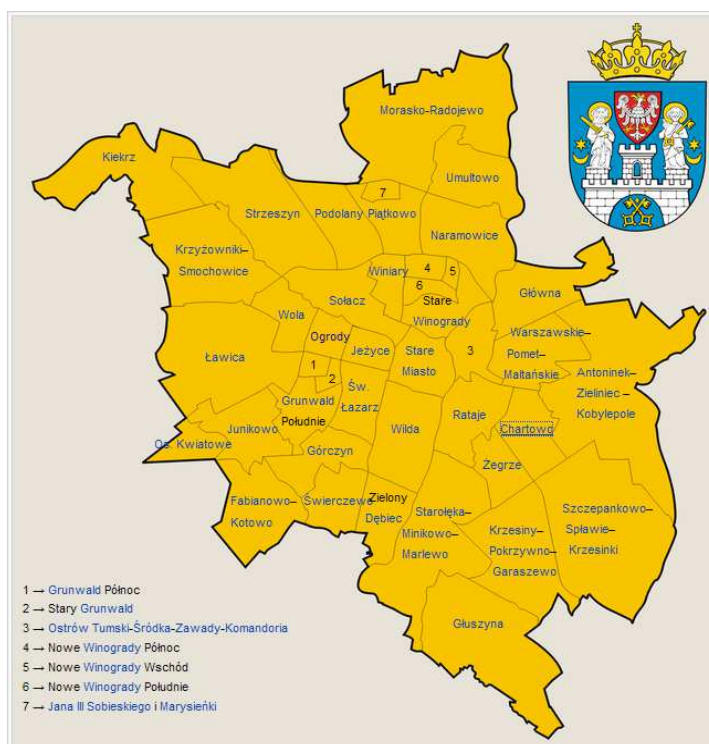 Morasko-Radojewo
Kiekrz
Umultowo
7
Strzeszyn
Podolany
Piątkowo
Naramowice
Krzyżowniki–
Smochowice
Winiary
4
5
6
Stare
Winogrady
Główna
Sołacz
Wola
Ogrody
Jeżyce
Stare
Miasto
3
Warszawskie–
Pomet–
Maltańskie
Ławica
1
2
Św.
Łazarz
Antoninek–
Zieliniec –
Kobylepole
Grunwald
Południe
Junikowo
Os. Kwiatowe
Wilda
Rataje
Chartowo
Górczyn
Żegrze
Fabianowo–
Kotowo
Świerczewo
Zielony
Dębiec
Starołęka–
Minikowo–
Marlewo
Krzesiny–
Pokrzywno–
Garaszewo
Szczepankowo–
Spławie–
Krzesinki
Głuszyna
1 → Grunwald Północ
2 → Stary Grunwald
3 → Ostrów Tumski-Śródka-Zawady-Komandoria
4 → Nowe Winogrady Północ
5 → Nowe Winogrady Wschód
6 → Nowe Winogrady Południe
7 → Jana III Sobieskiego i Marysieńki